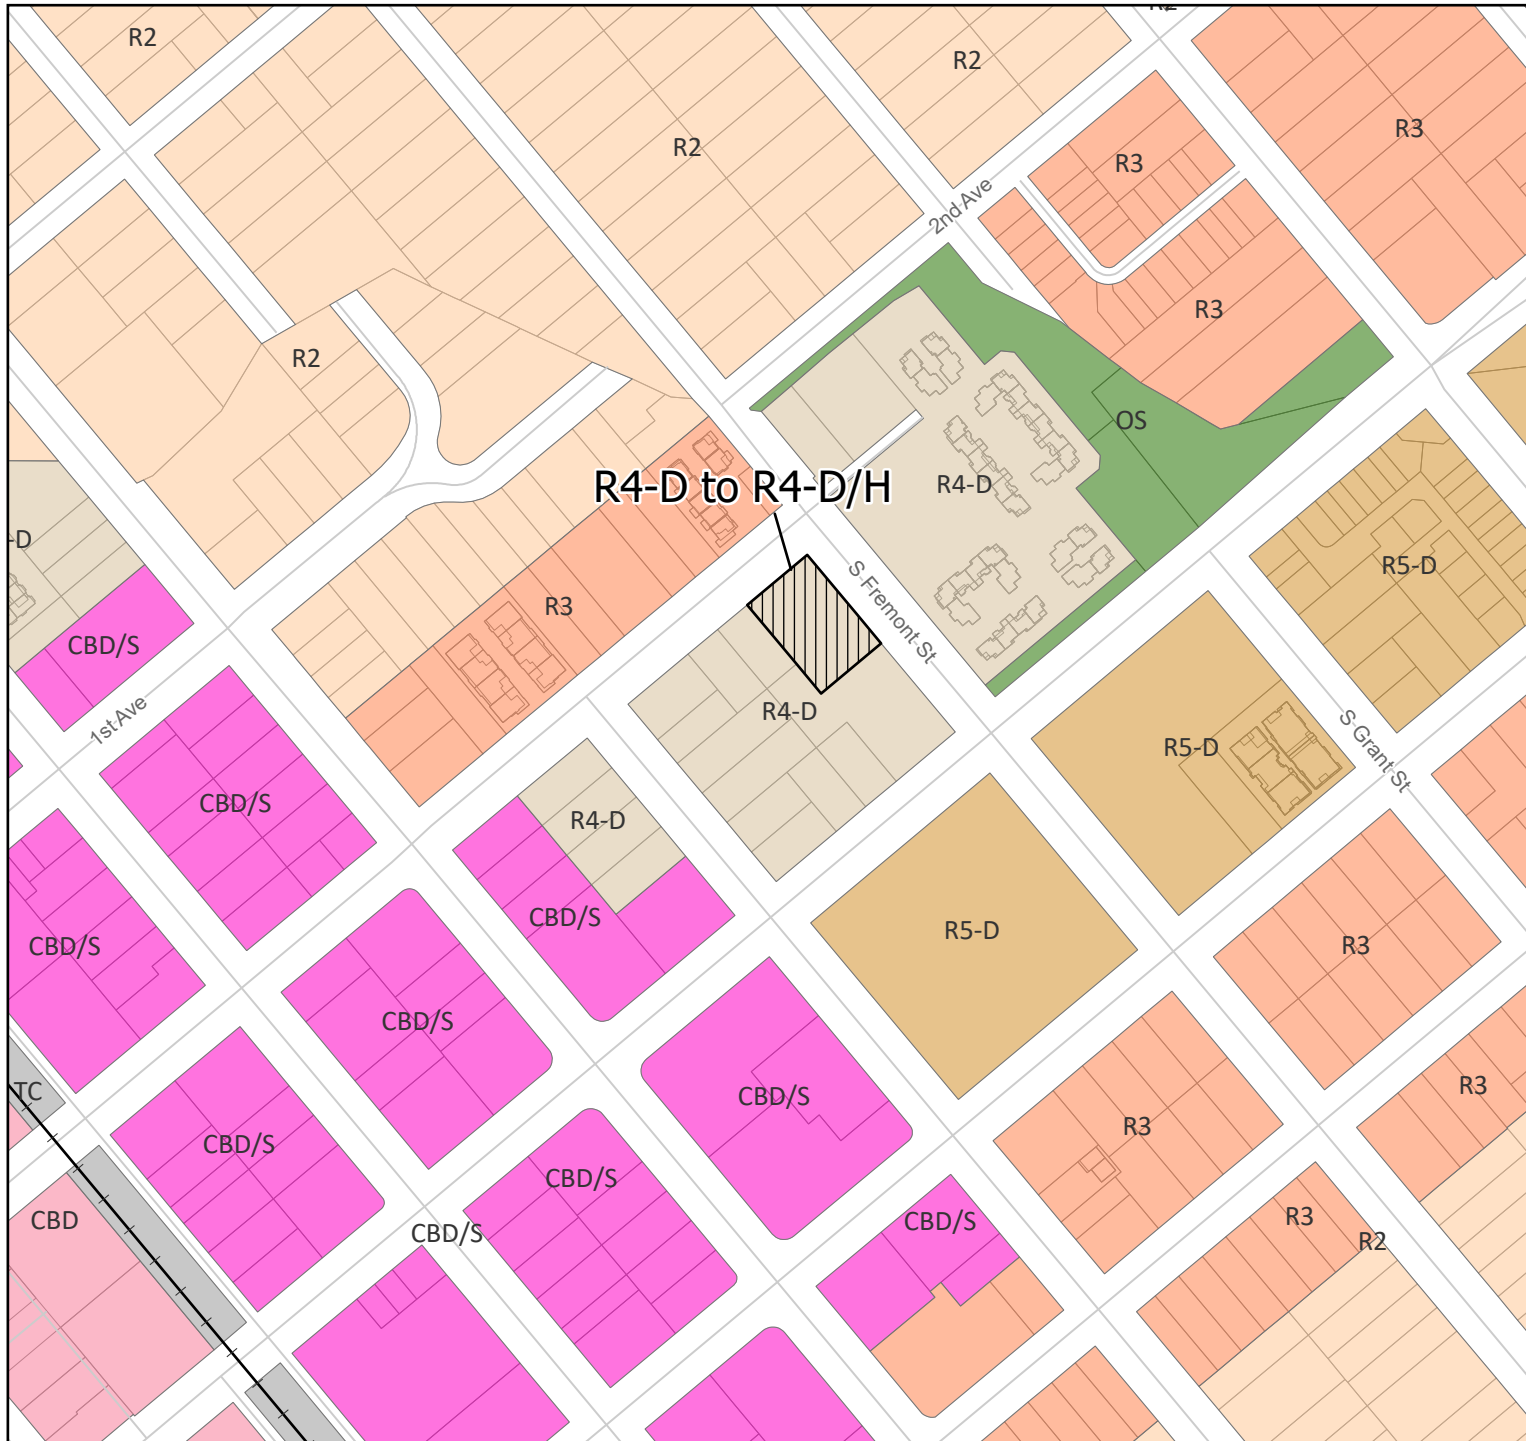 R2
R2
R2
R3
R2
R3
2nd Ave
R3
R2
OS
R4-D to R4-D/H
R4-D
-D
R5-D
S Fremont St
R3
CBD/S
1st Ave
R4-D
R5-D
S Grant St
CBD/S
R4-D
CBD/S
R5-D
CBD/S
R3
CBD/S
TC
CBD/S
R3
R3
CBD/S
CBD/S
CBD
CBD/S
CBD/S
R3
R2